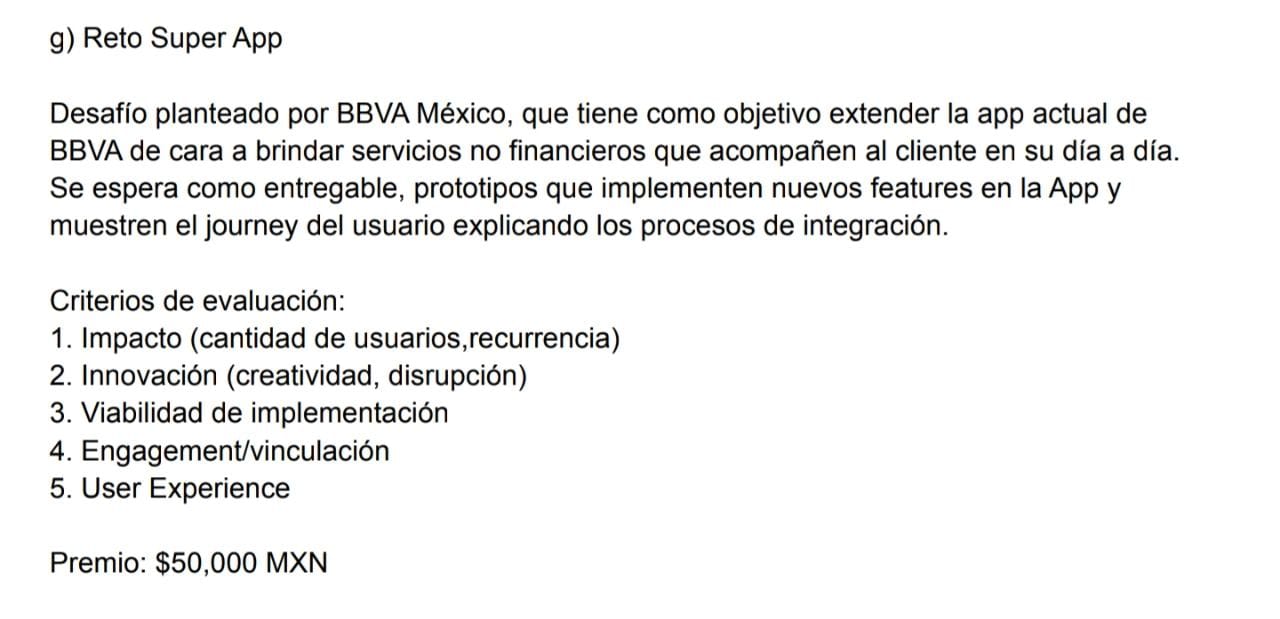 g) Reto Super App
Desafío planteado por BBVA México, que tiene como objetivo extender la app actual de
BBVA de cara a brindar servicios no financieros que acompañen al cliente en su día a día.
Se espera como entregable, prototipos que implementen nuevos features en la App y
muestren el journey del usuario explicando los procesos de integración.
Criterios de evaluación:
1. Impacto (cantidad de usuarios,recurrencia)
2. Innovación (creatividad, disrupción)
3. Viabilidad de implementación
4. Engagement/vinculación
5. User Experience
Premio: $50,000 MXN